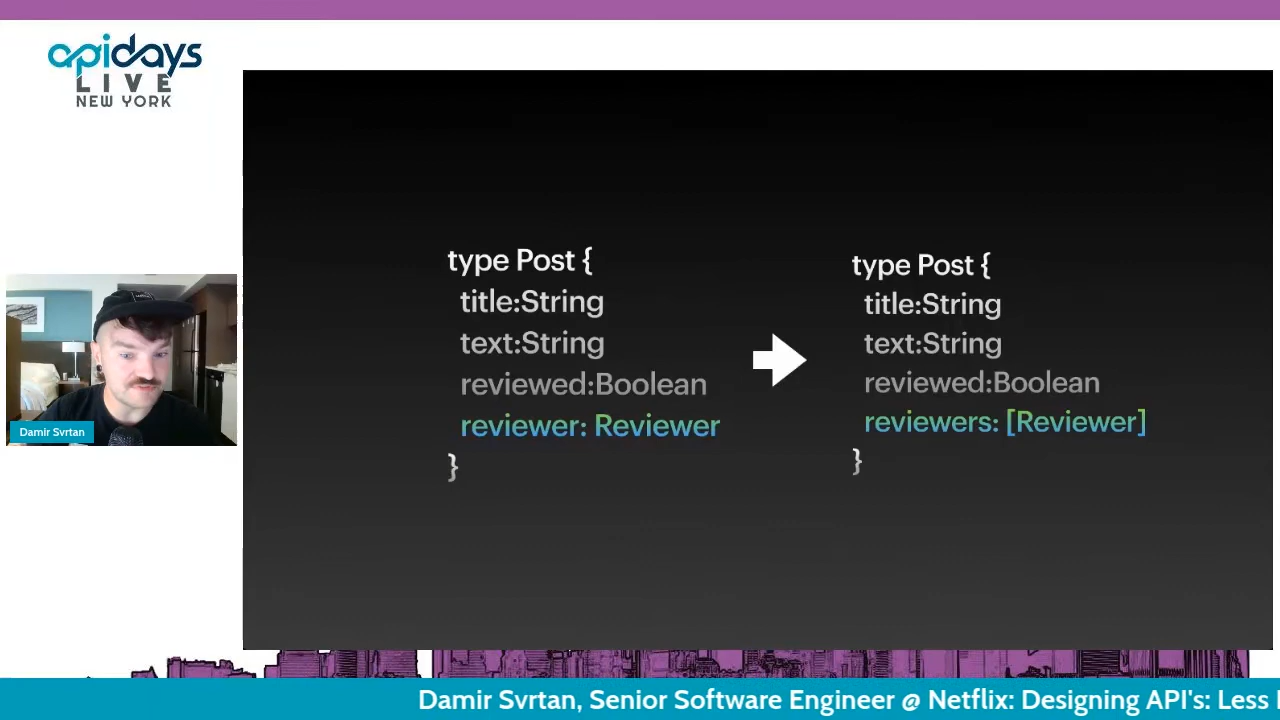 apidays
LIVE
NEW YORK
type Post {
title:String
text:String
reviewed:Boolean
reviewer: Reviewer
}
type Post {
title:String
text:String
reviewed:Boolean
reviewers: [Reviewer]
}
Damir Svrtan
Damir Svrtan, Senior Software Engineer @ Netflix: Designing API's: Less